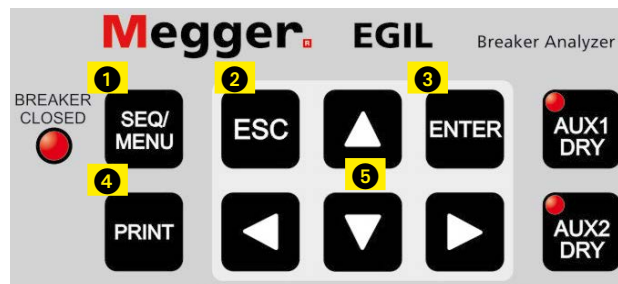 Megger® EGIL Breaker Analyzer
1 2 3
BREAKER
CLOSED
SEQ/
MENU
ESC
ENTER
AUX1
DRY
4 5
PRINT
AUX2
DRY